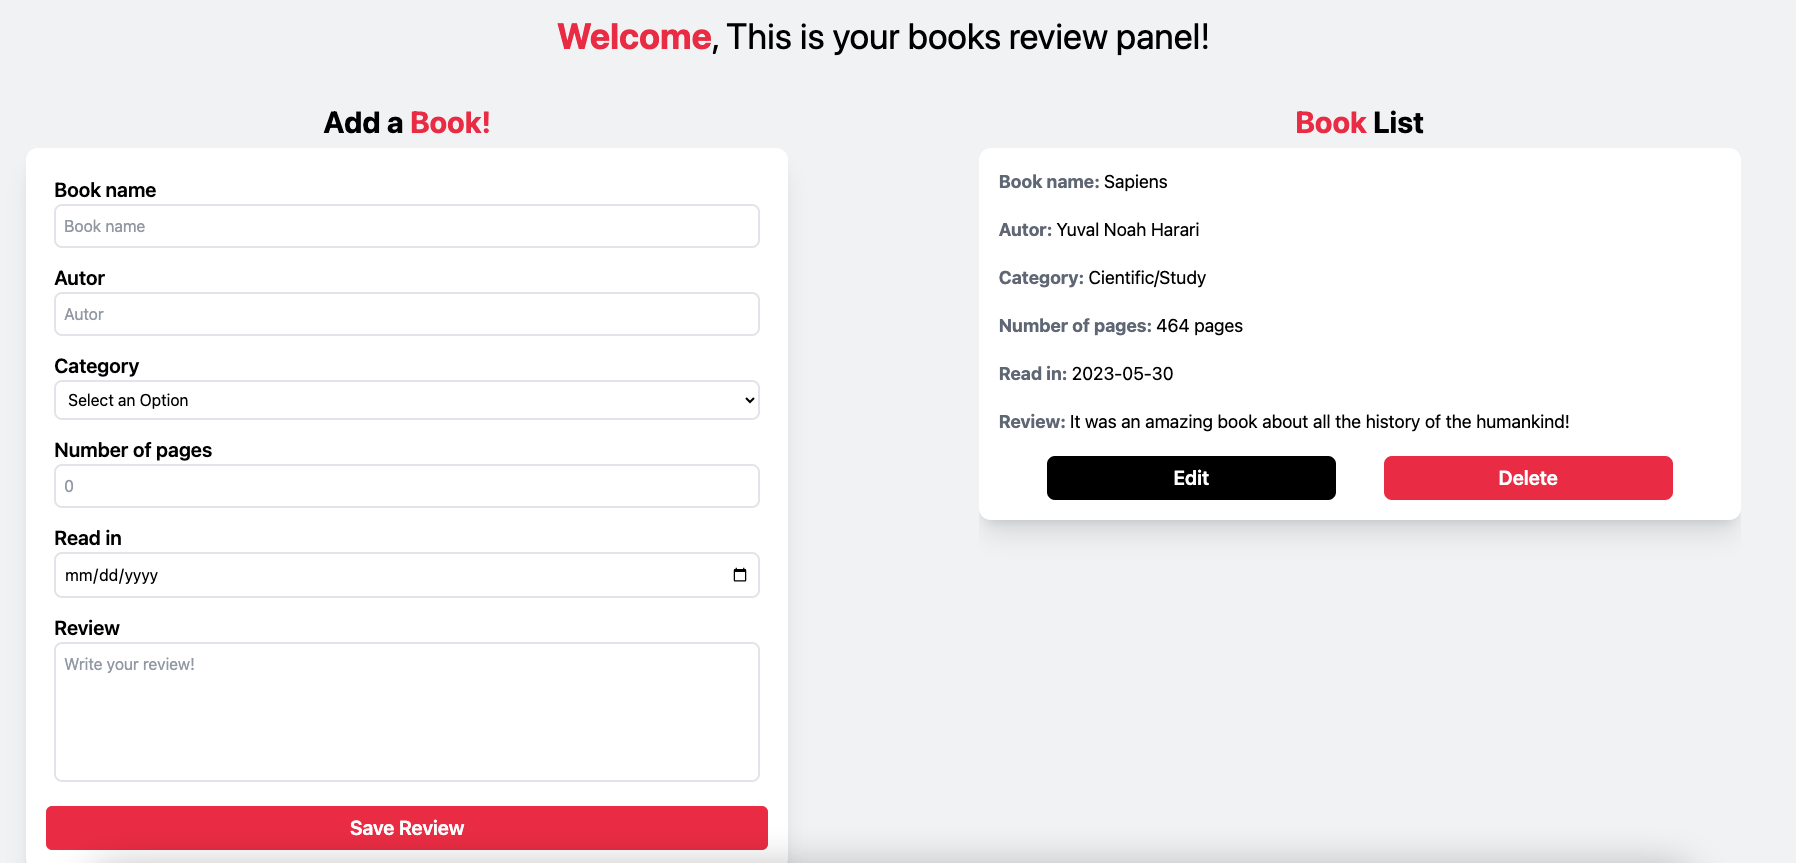 Welcome, This is your books review panel!
Add a Book!
Book name
Book name
Autor
Autor
Category
Select an Option
Number of pages
0
Read in
mm/dd/yyyy
Review
Write your review!
Save Review
Book List
Book name: Sapiens
Autor: Yuval Noah Harari
Category: Cientific/Study
Number of pages: 464 pages
Read in: 2023-05-30
Review: It was an amazing book about all the history of the humankind!
Edit
Delete